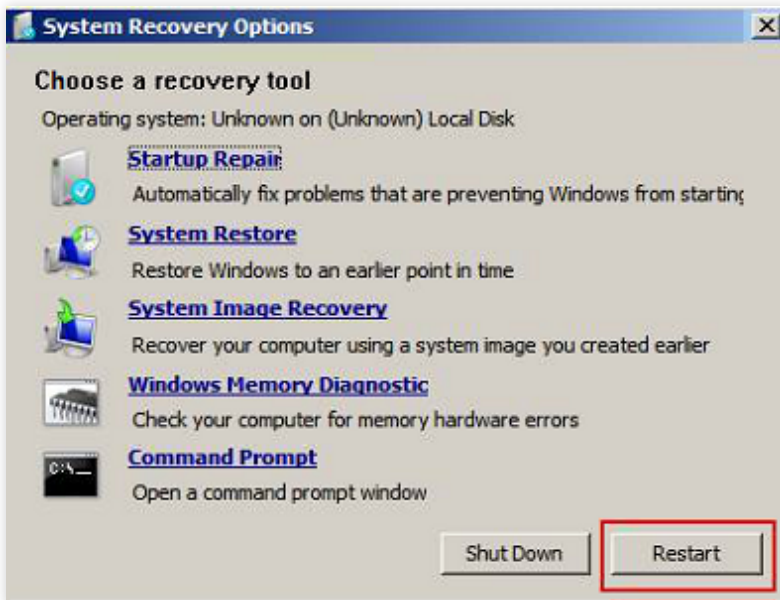 System Recovery Options
Choose a recovery tool
Operating system: Unknown on (Unknown) Local Disk
Startup Repair
Automatically fix problems that are preventing Windows from starting
System Restore
Restore Windows to an earlier point in time
System Image Recovery
Recover your computer using a system image you created earlier
Windows Memory Diagnostic
Check your computer for memory hardware errors
C:\_
Command Prompt
Open a command prompt window
Shut Down
Restart